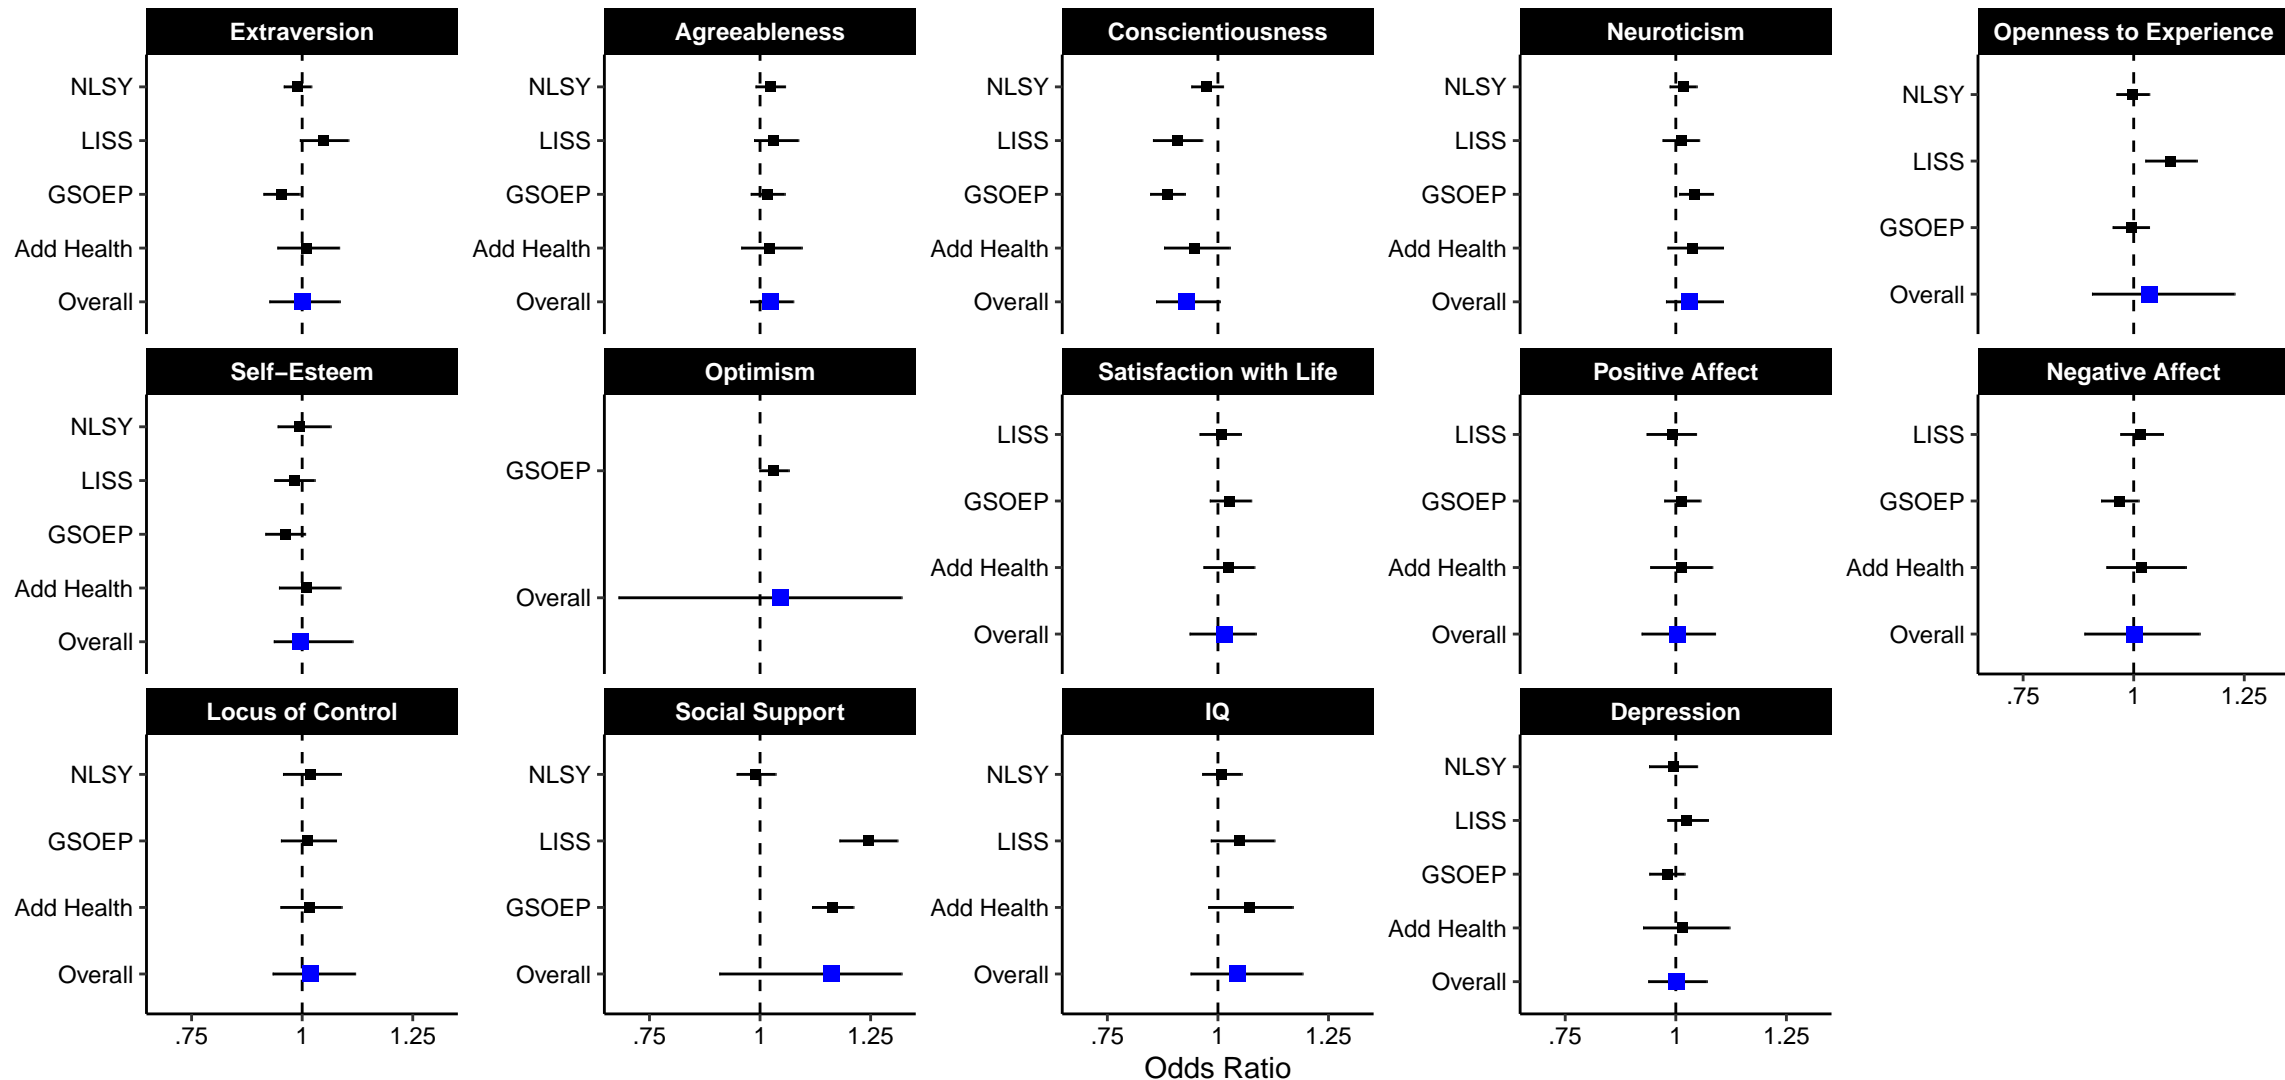 Extraversion
NLSY
LISS
GSOEP
Add Health
Overall
Agreeableness
NLSY
LISS
GSOEP
Add Health
Overall
Conscientiousness
NLSY
LISS
GSOEP
Add Health
Overall
Neuroticism
NLSY
LISS
GSOEP
Add Health
Overall
Openness to Experience
NLSY
LISS
GSOEP
Overall
Self−Esteem
NLSY
LISS
GSOEP
Add Health
Overall
Optimism
GSOEP
Overall
Satisfaction with Life
LISS
GSOEP
Add Health
Overall
Positive Affect
LISS
GSOEP
Add Health
Overall
Negative Affect
LISS
GSOEP
Add Health
Overall
.75 1 1.25
Locus of Control
NLSY
GSOEP
Add Health
Overall
.75 1 1.25
Social Support
NLSY
LISS
GSOEP
Overall
.75 1 1.25
IQ
NLSY
LISS
Add Health
Overall
.75 1 1.25
Depression
NLSY
LISS
GSOEP
Add Health
Overall
.75 1 1.25
Odds Ratio